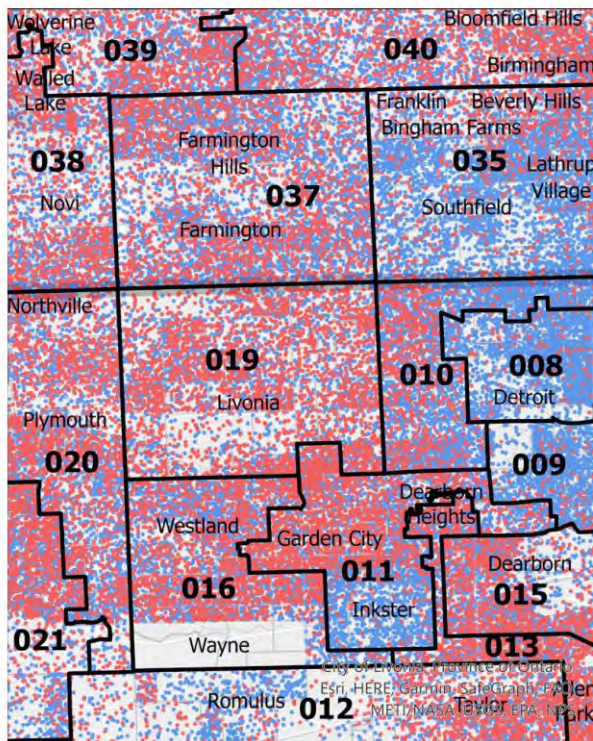 Wolverine
Lake
Walled
Lake
039
040
Bloomfield Hills
Birmingham
038
Novi
Farmington
Hills
037
Farmington
Franklin
Beverly Hills
Bingham Farms
035
Lathrup
Village
Southfield
Northville
019
Livonia
010
008
Detroit
Plymouth
020
009
Dearborn
Heights
Westland
Garden City
016
011
Inkster
Dearborn
015
013
021
Wayne
Romulus
012
Taylor
Park
City of Livonia, Province of Ontario,
Esri, HERE, Garmin, SafeGraph, FAO,
METI/NASA, USGS, EPA, NPS